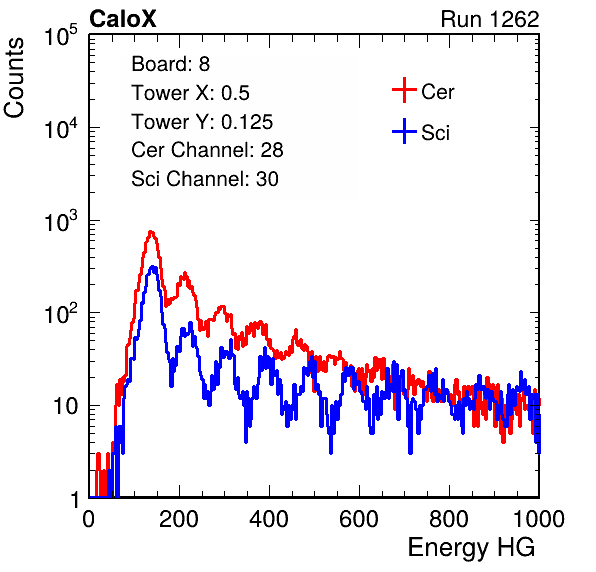 CaloX
Run 1262
Counts
10^5
10^4
10^3
10^2
10
1
Board: 8
Tower X: 0.5
Tower Y: 0.125
Cer Channel: 28
Sci Channel: 30
Cer
Sci
0 200 400 600 800 1000
Energy HG